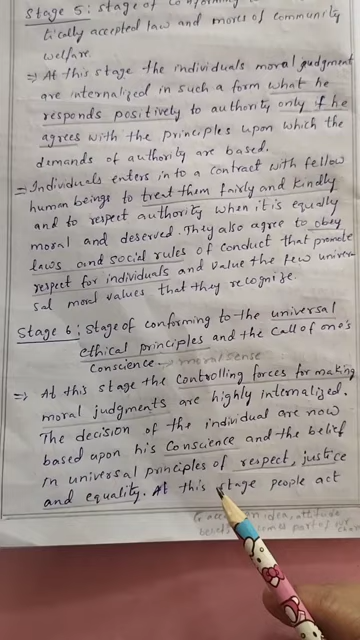 Stage 5: stage of conforming to
tically accepted law and mores of community
welfare.
⇒ At this stage the individuals moral judgment
are internalized in such a form what he
responds positively to authority only if he
agrees with the principles upon which the
demands of authority are based.
⇒ Individuals enters into a contract with fellow
human beings to treat them fairly and kindly
and to respect authority when it is equally
moral and deserved. They also agree to obey
laws and social rules of conduct that promote
respect for individuals and value the few univer-
sal moral values that they recognize.
Stage 6: Stage of conforming to the universal
ethical principles and the call of one's
Conscience. → moral sense
⇒ At this stage the controlling forces for making
moral judgments are highly internalized.
The decision of the individual are now
based upon his Conscience and the belief
in universal principles of respect, justice
and equality. At this stage people act
idea, attitude
belief becomes part of our